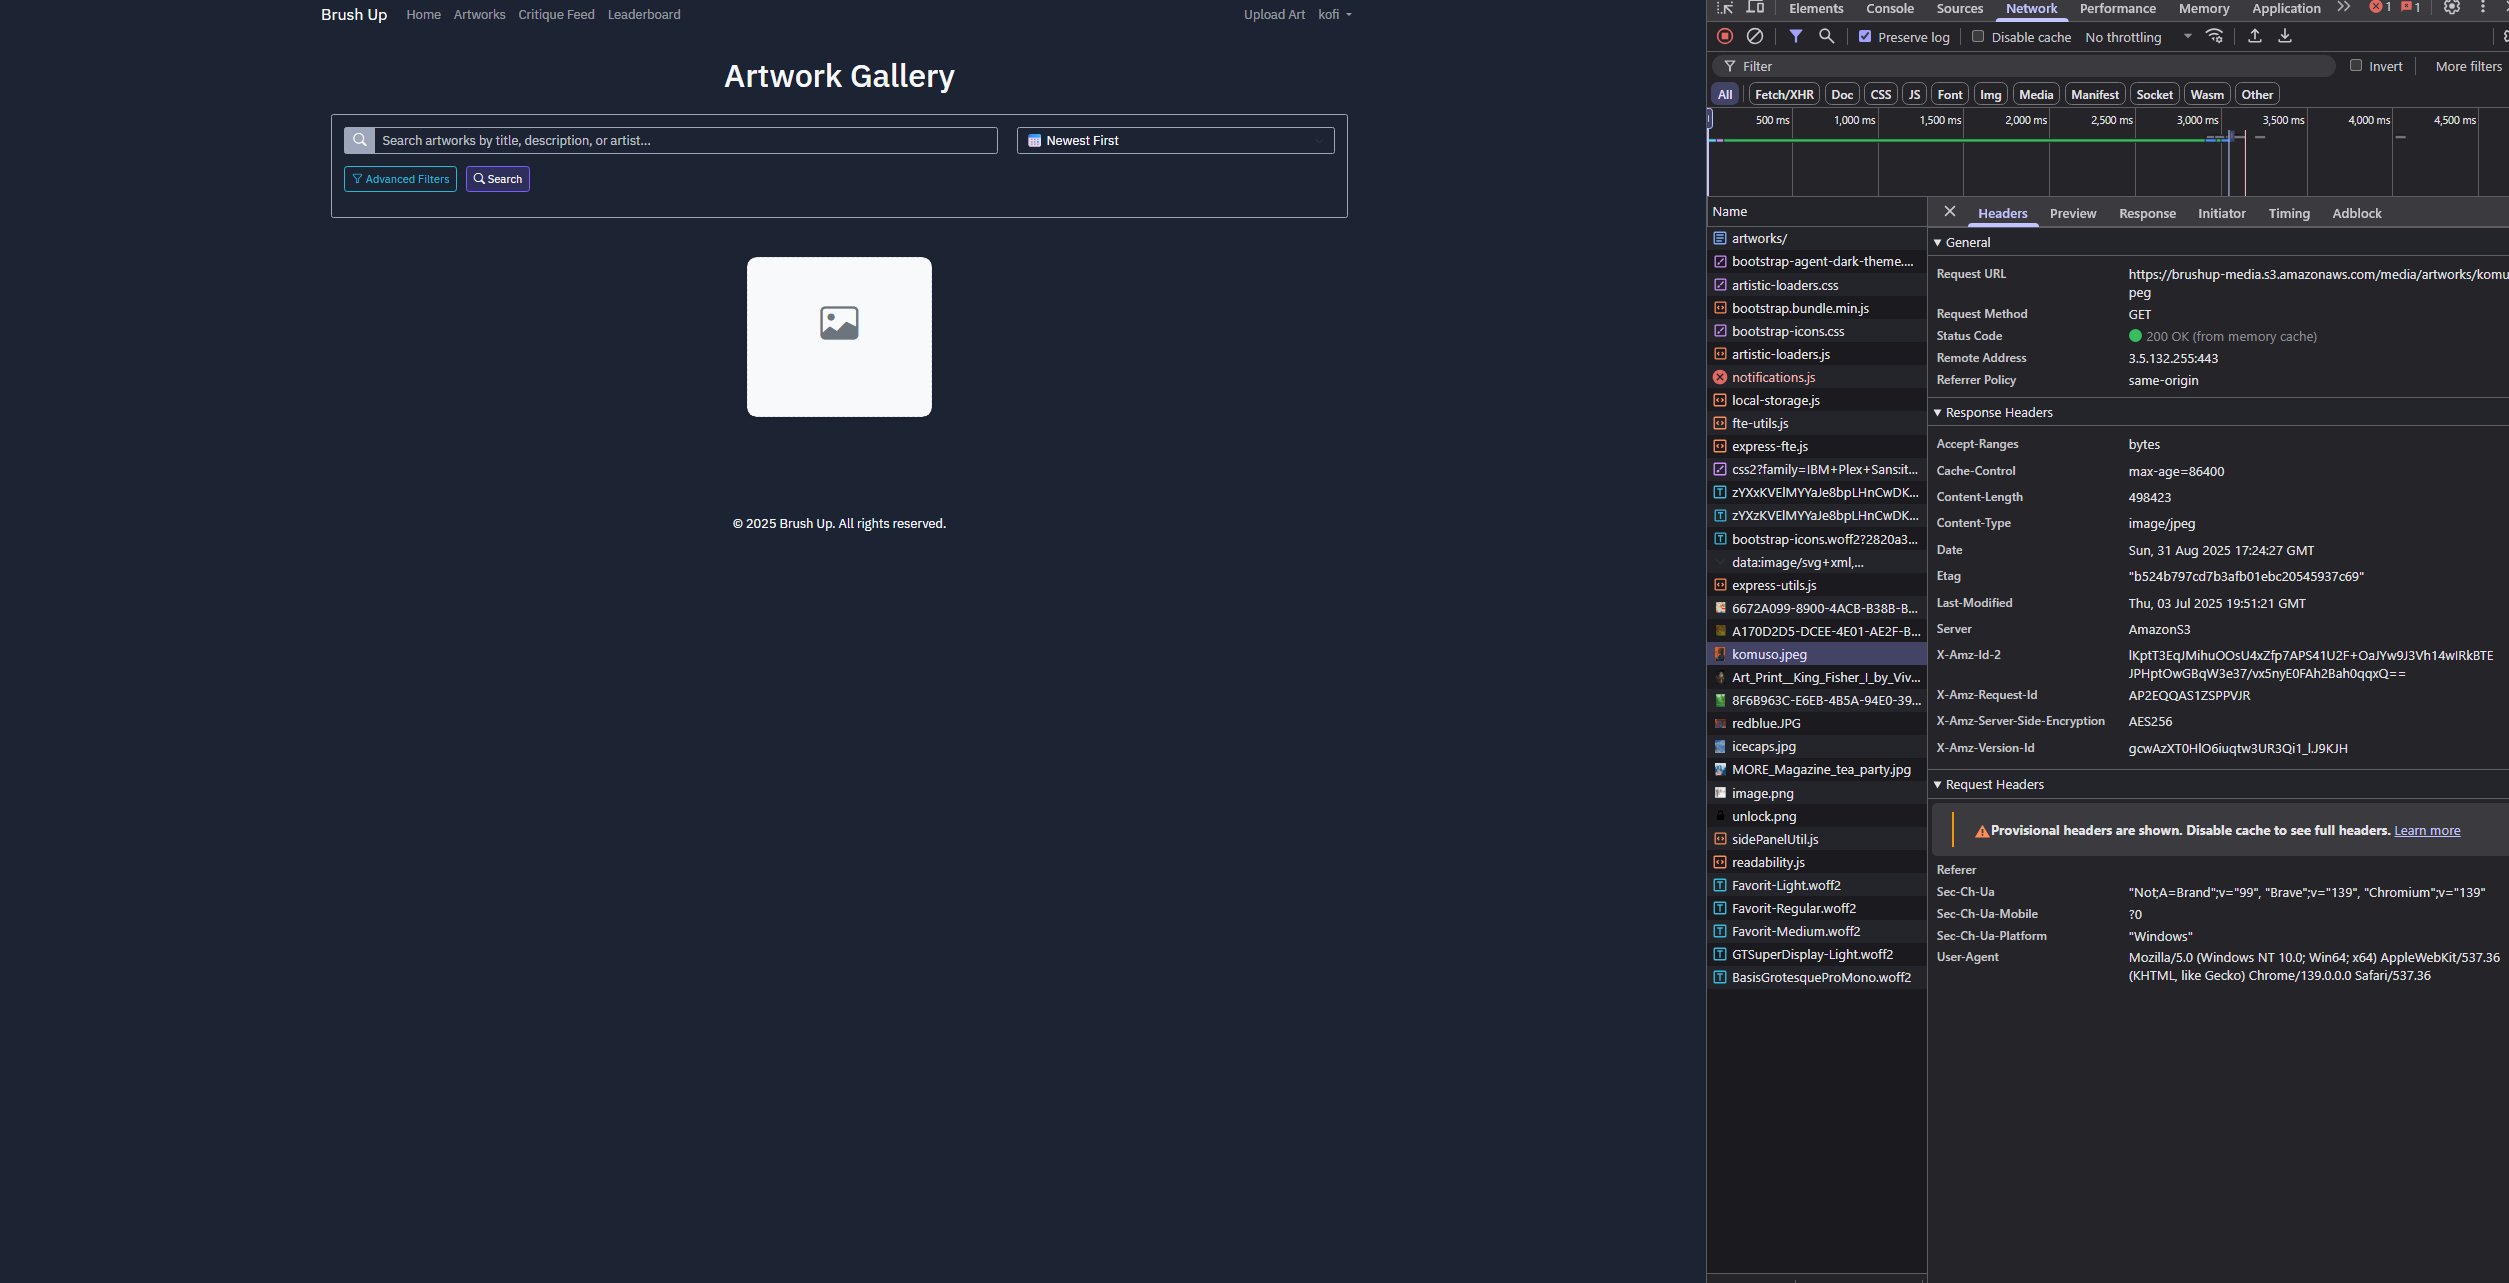 Brush Up Home Artworks Critique Feed Leaderboard Upload Art kofi
Artwork Gallery
Search artworks by title, description, or artist...
Newest First
Advanced Filters Search
© 2025 Brush Up. All rights reserved.
Elements Console Sources Network Performance Memory Application 1 1
Preserve log Disable cache No throttling
Filter Invert More filters
All Fetch/XHR Doc CSS JS Font Img Media Manifest Socket Wasm Other
500 ms 1,000 ms 1,500 ms 2,000 ms 2,500 ms 3,000 ms 3,500 ms 4,000 ms 4,500 ms
Name
artworks/
bootstrap-agent-dark-theme....
artistic-loaders.css
bootstrap.bundle.min.js
bootstrap-icons.css
artistic-loaders.js
notifications.js
local-storage.js
fte-utils.js
express-fte.js
css2?family=IBM+Plex+Sans:it...
zYXxKVElMYYaJe8bpLHnCwDK...
zYXzKVElMYYaJe8bpLHnCwDK...
bootstrap-icons.woff2?2820a3...
data:image/svg+xml,...
express-utils.js
6672A099-8900-4ACB-B38B-B...
A170D2D5-DCEE-4E01-AE2F-B...
komuso.jpeg
Art_Print__King_Fisher_I_by_Viv...
8F6B963C-E6EB-4B5A-94E0-39...
redblue.JPG
icecaps.jpg
MORE_Magazine_tea_party.jpg
image.png
unlock.png
sidePanelUtil.js
readability.js
Favorit-Light.woff2
Favorit-Regular.woff2
Favorit-Medium.woff2
GTSuperDisplay-Light.woff2
BasisGrotesqueProMono.woff2
Headers Preview Response Initiator Timing Adblock
General
Request URL https://brushup-media.s3.amazonaws.com/media/artworks/komu
peg
Request Method GET
Status Code 200 OK (from memory cache)
Remote Address 3.5.132.255:443
Referrer Policy same-origin
Response Headers
Accept-Ranges bytes
Cache-Control max-age=86400
Content-Length 498423
Content-Type image/jpeg
Date Sun, 31 Aug 2025 17:24:27 GMT
Etag "b524b797cd7b3afb01ebc20545937c69"
Last-Modified Thu, 03 Jul 2025 19:51:21 GMT
Server AmazonS3
X-Amz-Id-2 lKptT3EqJMihuOOsU4xZfp7APS41U2F+OaJYw9J3Vh14wIRkBTE
JPHptOwGBqW3e37/vx5nyE0FAh2Bah0qqxQ==
X-Amz-Request-Id AP2EQQAS1ZSPPVJR
X-Amz-Server-Side-Encryption AES256
X-Amz-Version-Id gcwAzXT0HlO6iuqtw3UR3Qi1_l.J9KJH
Request Headers
Provisional headers are shown. Disable cache to see full headers. Learn more
Referer
Sec-Ch-Ua "Not;A=Brand";v="99", "Brave";v="139", "Chromium";v="139"
Sec-Ch-Ua-Mobile ?0
Sec-Ch-Ua-Platform "Windows"
User-Agent Mozilla/5.0 (Windows NT 10.0; Win64; x64) AppleWebKit/537.36
(KHTML, like Gecko) Chrome/139.0.0.0 Safari/537.36